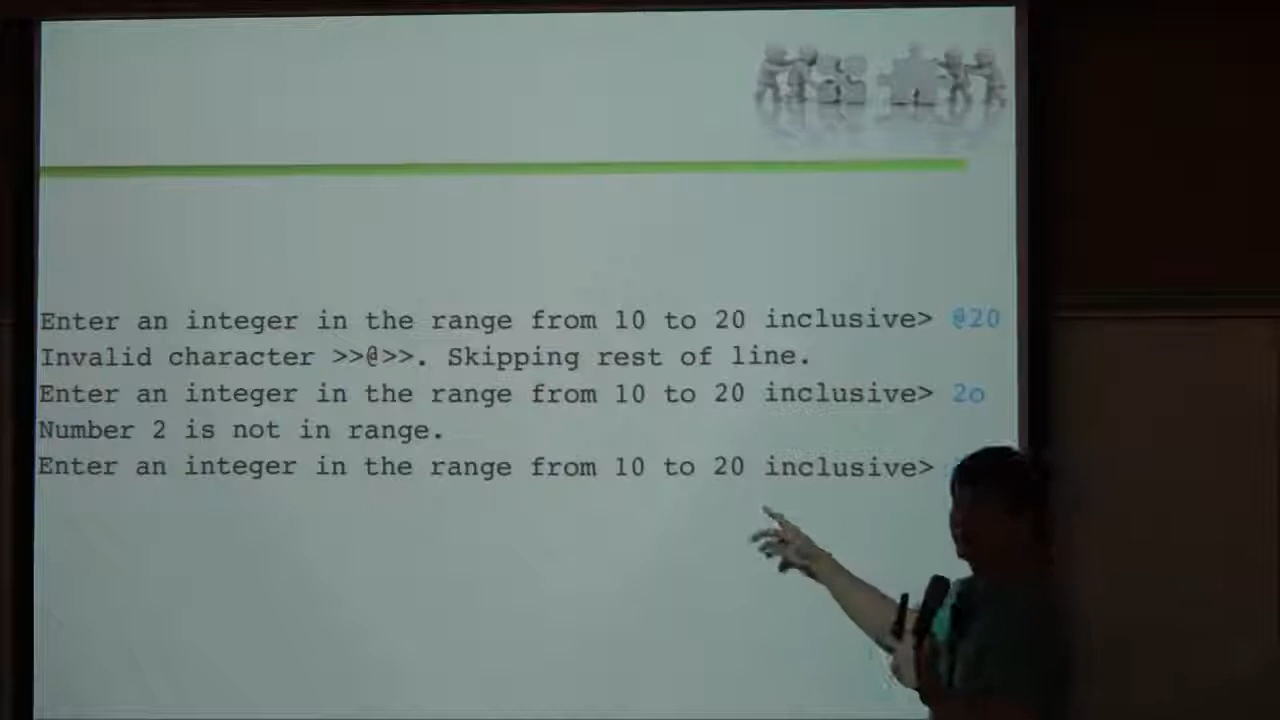 Enter an integer in the range from 10 to 20 inclusive> @20
Invalid character >>@>>. Skipping rest of line.
Enter an integer in the range from 10 to 20 inclusive> 2o
Number 2 is not in range.
Enter an integer in the range from 10 to 20 inclusive>